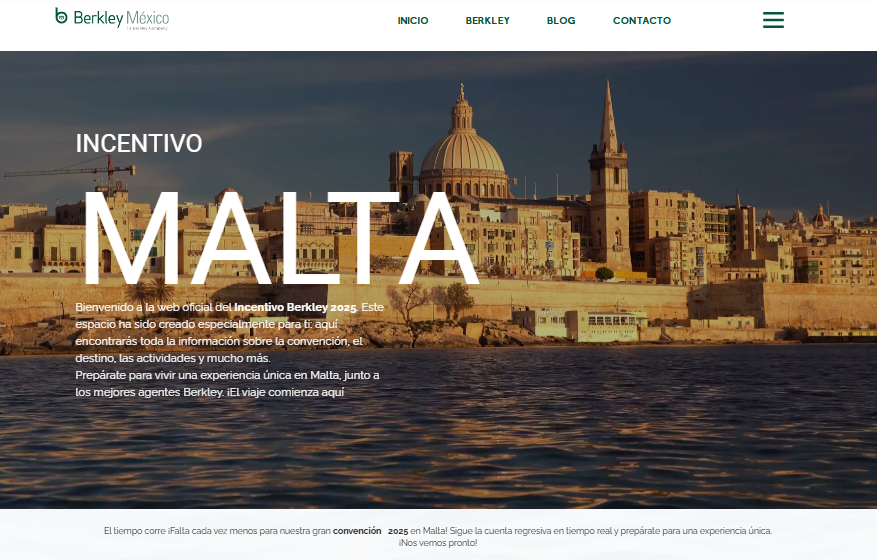 Berkley México
a Berkley Company
INICIO
BERKLEY
BLOG
CONTACTO
INCENTIVO
MALTA
Bienvenido a la web oficial del Incentivo Berkley 2025. Este
espacio ha sido creado especialmente para ti: aquí
encontrarás toda la información sobre la convención, el
destino, las actividades y mucho más.
Prepárate para vivir una experiencia única en Malta, junto a
los mejores agentes Berkley. ¡El viaje comienza aquí
El tiempo corre ¡Falta cada vez menos para nuestra gran convención 2025 en Malta! Sigue la cuenta regresiva en tiempo real y prepárate para una experiencia única.
¡Nos vemos pronto!